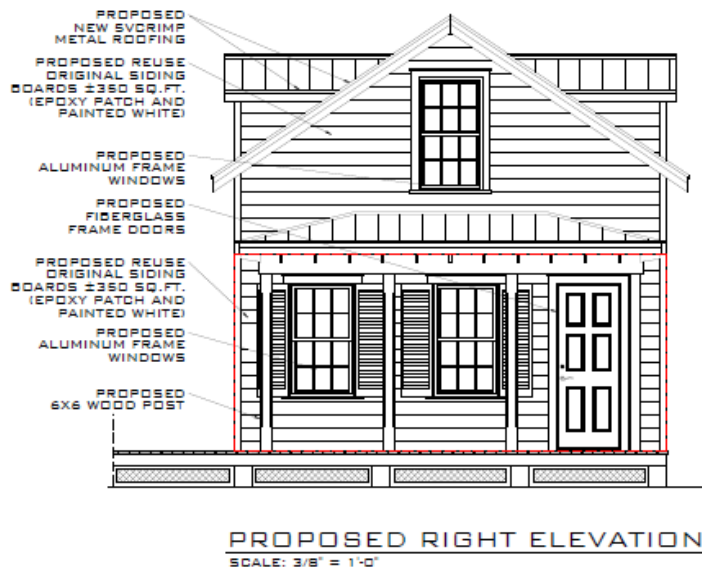 PROPOSED
NEW 5VCRIMP
METAL ROOFING
PROPOSED REUSE
ORIGINAL SIDING
BOARDS ±350 SQ.FT.
(EPOXY PATCH AND
PAINTED WHITE)
PROPOSED
ALUMINUM FRAME
WINDOWS
PROPOSED
FIBERGLASS
FRAME DOORS
PROPOSED REUSE
ORIGINAL SIDING
BOARDS ±350 SQ.FT.
(EPOXY PATCH AND
PAINTED WHITE)
PROPOSED
ALUMINUM FRAME
WINDOWS
PROPOSED
6X6 WOOD POST
PROPOSED RIGHT ELEVATION
SCALE: 3/8" = 1'-0"